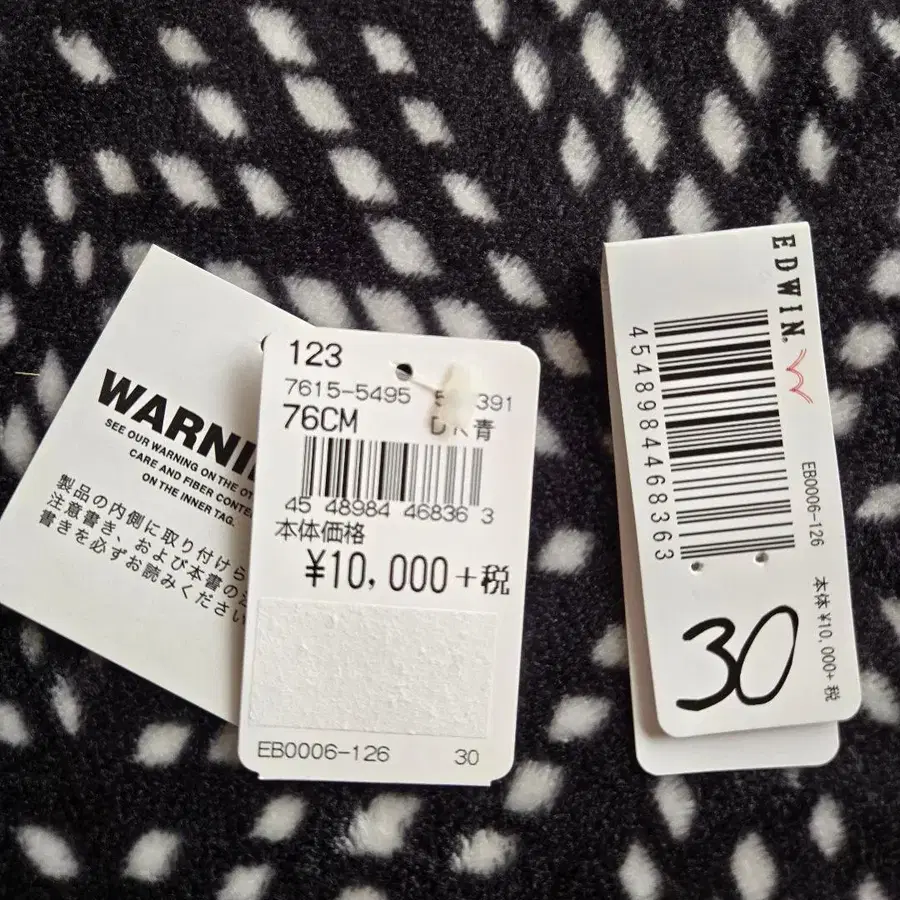 SEE OUR WARNING ON THE
CARE AND FIBER
ON THE INNER TAG.
製品の内側に取り付けら
注意書き、および本書の
書きを必ずお読みください
123
7615-5495 391
76CM 青
45 48984 46836 3
本体価格
¥10,000+税
EB0006-126 30
EDWIN®
4548984468363
EB0006-126
本体 ¥10,000+ 税
30